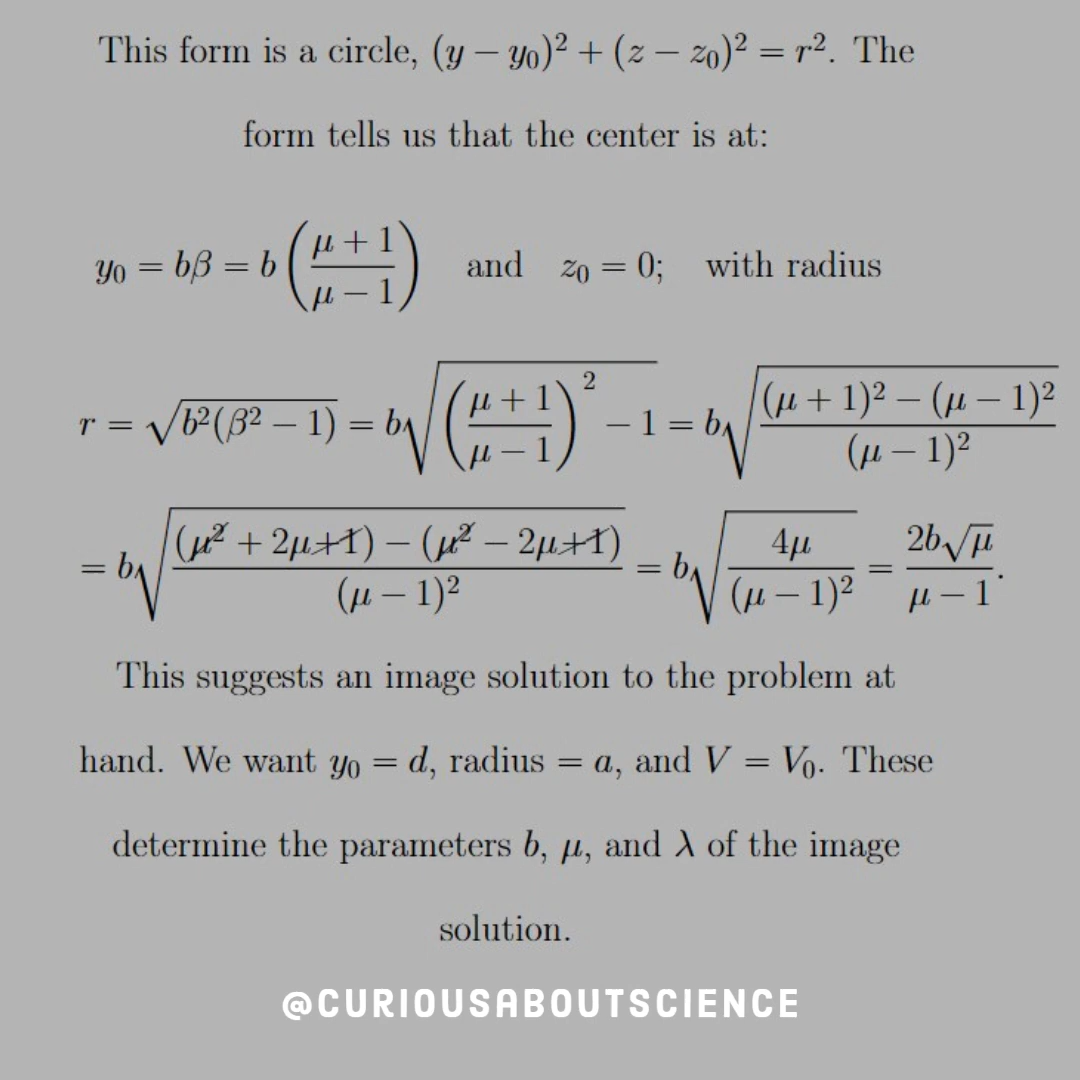 This form is a circle, (y − y₀)² + (z − z₀)² = r². The
form tells us that the center is at:
y₀ = bβ = b((μ + 1)/(μ − 1)) and z₀ = 0; with radius
r = √(b²(β² − 1)) = b√(((μ + 1)/(μ − 1))² − 1) = b√(((μ + 1)² − (μ − 1)²)/(μ − 1)²)
= b√(((μ² + 2μ+1) − (μ² − 2μ+1))/(μ − 1)²) = b√(4μ/(μ − 1)²) = 2b√μ/(μ − 1).
This suggests an image solution to the problem at
hand. We want y₀ = d, radius = a, and V = V₀. These
determine the parameters b, μ, and λ of the image
solution.
@CURIOUSABOUTSCIENCE